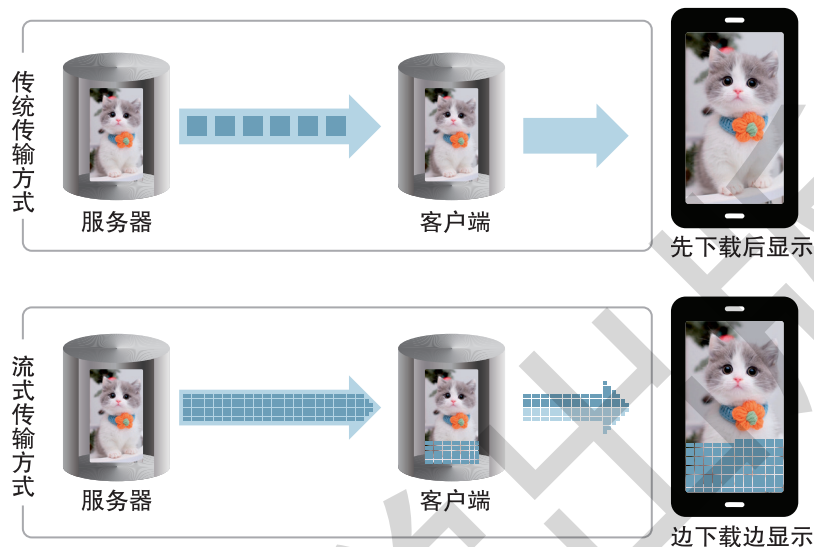 传统传输方式
服务器
客户端
先下载后显示
流式传输方式
服务器
客户端
边下载边显示